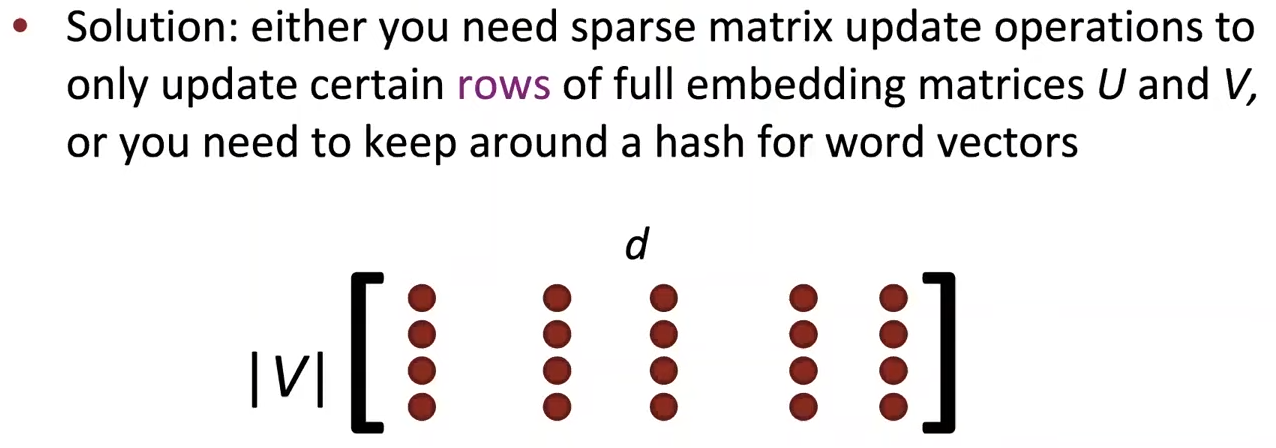 • Solution: either you need sparse matrix update operations to
only update certain rows of full embedding matrices U and V,
or you need to keep around a hash for word vectors
d
|V|